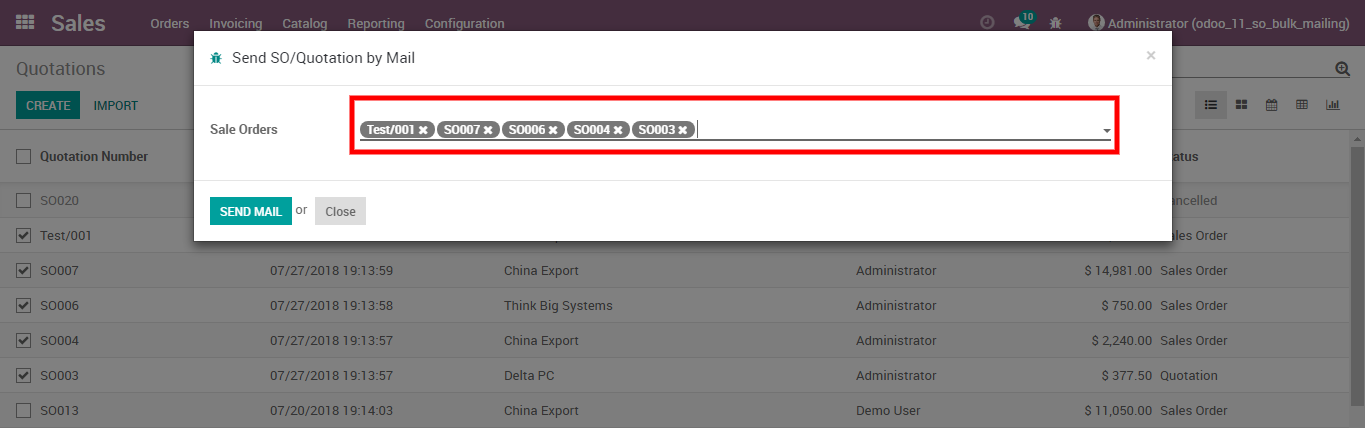 Sales Orders Invoicing Catalog Reporting Configuration 10 Administrator (odoo_11_so_bulk_mailing)
Send SO/Quotation by Mail ×
Quotations
CREATE IMPORT
Sale Orders Test/001 ✖ SO007 ✖ SO006 ✖ SO004 ✖ SO003 ✖
Quotation Number atus
SEND MAIL or Close
SO020 ancelled
Test/001 ales Order
SO007 07/27/2018 19:13:59 China Export Administrator $ 14,981.00 Sales Order
SO006 07/27/2018 19:13:58 Think Big Systems Administrator $ 750.00 Sales Order
SO004 07/27/2018 19:13:57 China Export Administrator $ 2,240.00 Sales Order
SO003 07/27/2018 19:13:57 Delta PC Administrator $ 377.50 Quotation
SO013 07/20/2018 19:14:03 China Export Demo User $ 11,050.00 Sales Order